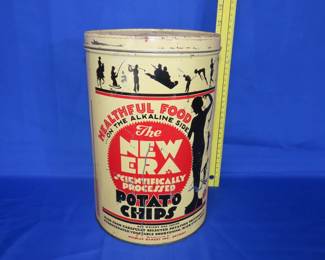 HEALTHFUL FOOD
ON THE ALKALINE SIDE
The
NEW
ERA
SCIENTIFICALLY
PROCESSED
POTATO
CHIPS